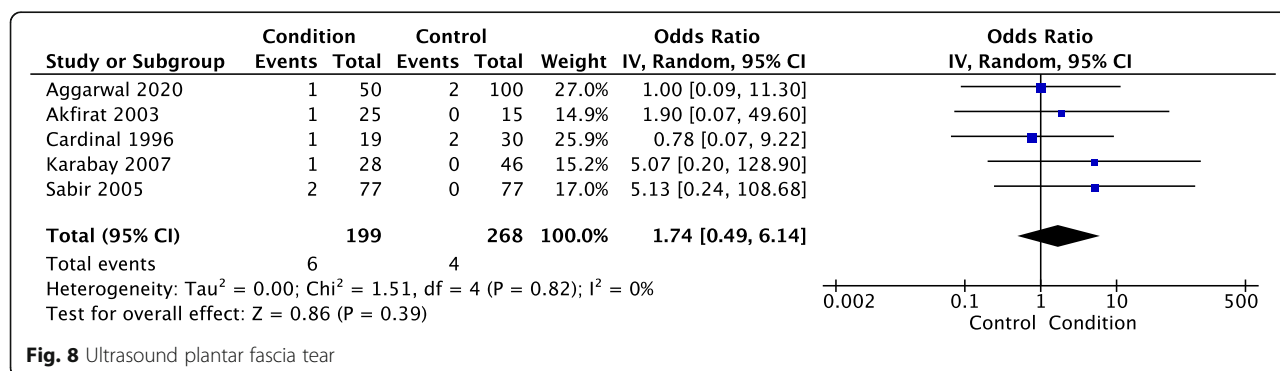 Condition Control Odds Ratio Odds Ratio
Study or Subgroup Events Total Events Total Weight IV, Random, 95% CI IV, Random, 95% CI
Aggarwal 2020 1 50 2 100 27.0% 1.00 [0.09, 11.30]
Akfirat 2003 1 25 0 15 14.9% 1.90 [0.07, 49.60]
Cardinal 1996 1 19 2 30 25.9% 0.78 [0.07, 9.22]
Karabay 2007 1 28 0 46 15.2% 5.07 [0.20, 128.90]
Sabir 2005 2 77 0 77 17.0% 5.13 [0.24, 108.68]
Total (95% CI) 199 268 100.0% 1.74 [0.49, 6.14]
Total events 6 4
Heterogeneity: Tau² = 0.00; Chi² = 1.51, df = 4 (P = 0.82); I² = 0%
Test for overall effect: Z = 0.86 (P = 0.39)
0.002 0.1 1 10 500
Control Condition
Fig. 8 Ultrasound plantar fascia tear